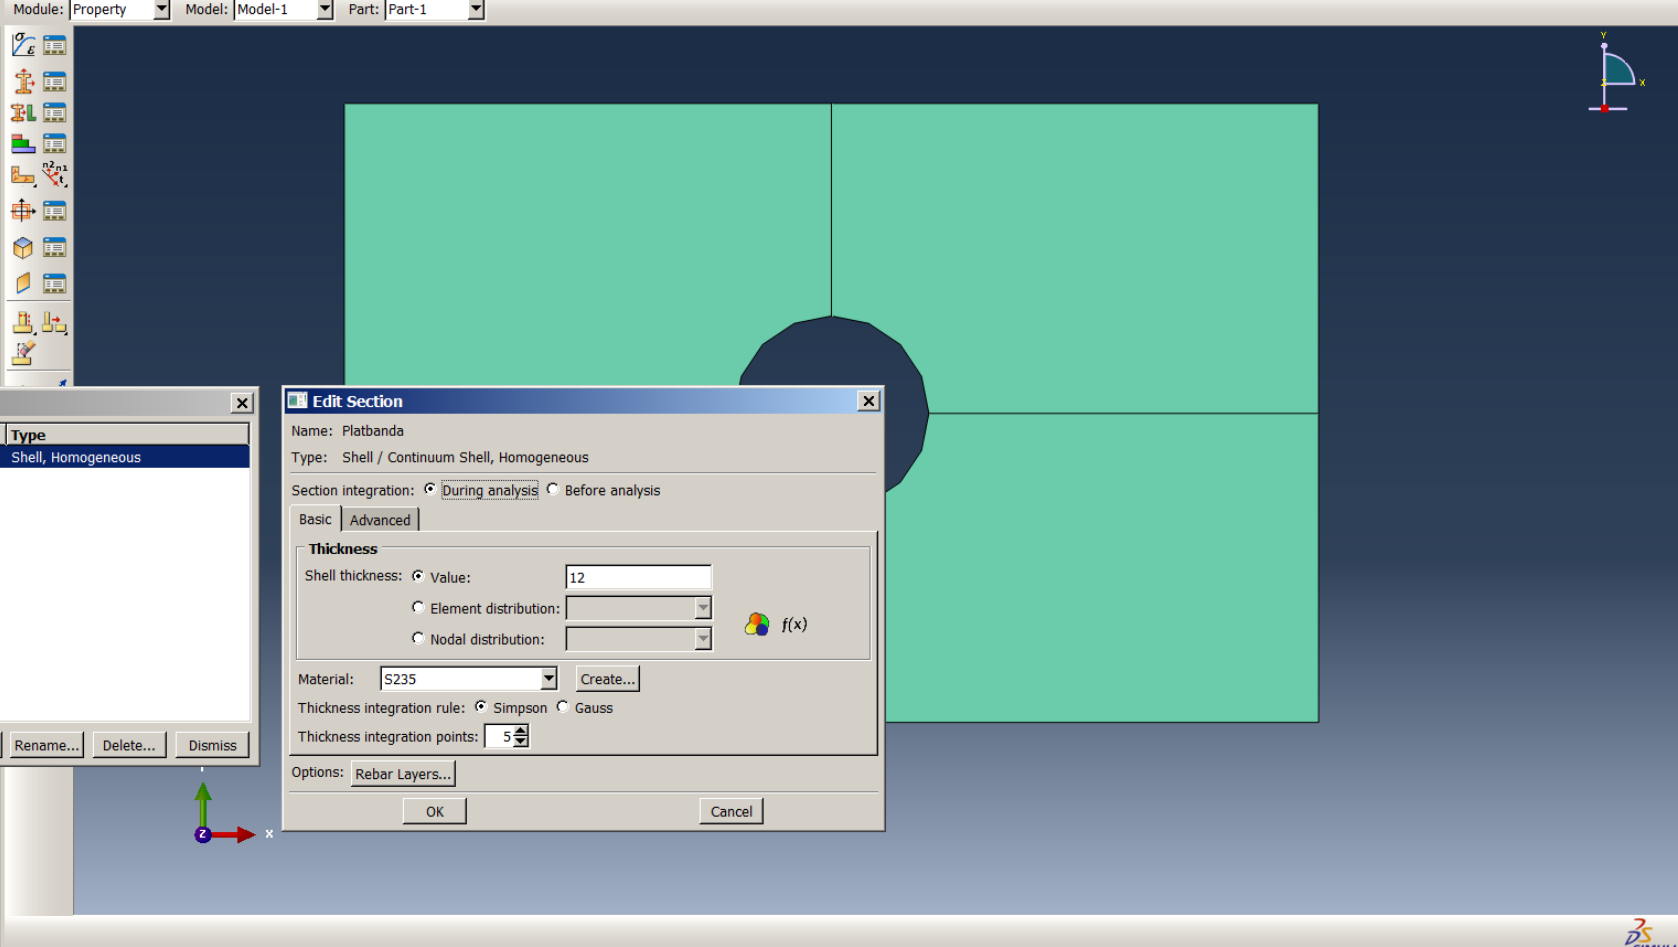 Module: Property Model: Model-1 Part: Part-1
σ
ε
n2 n1
t
Y
X
Z
Type
Shell, Homogeneous
Rename... Delete... Dismiss
Z X
Edit Section
Name: Platbanda
Type: Shell / Continuum Shell, Homogeneous
Section integration: During analysis Before analysis
Basic Advanced
Thickness
Shell thickness: Value: 12
Element distribution:
Nodal distribution:
f(x)
Material: S235 Create...
Thickness integration rule: Simpson Gauss
Thickness integration points: 5
Options: Rebar Layers...
OK Cancel